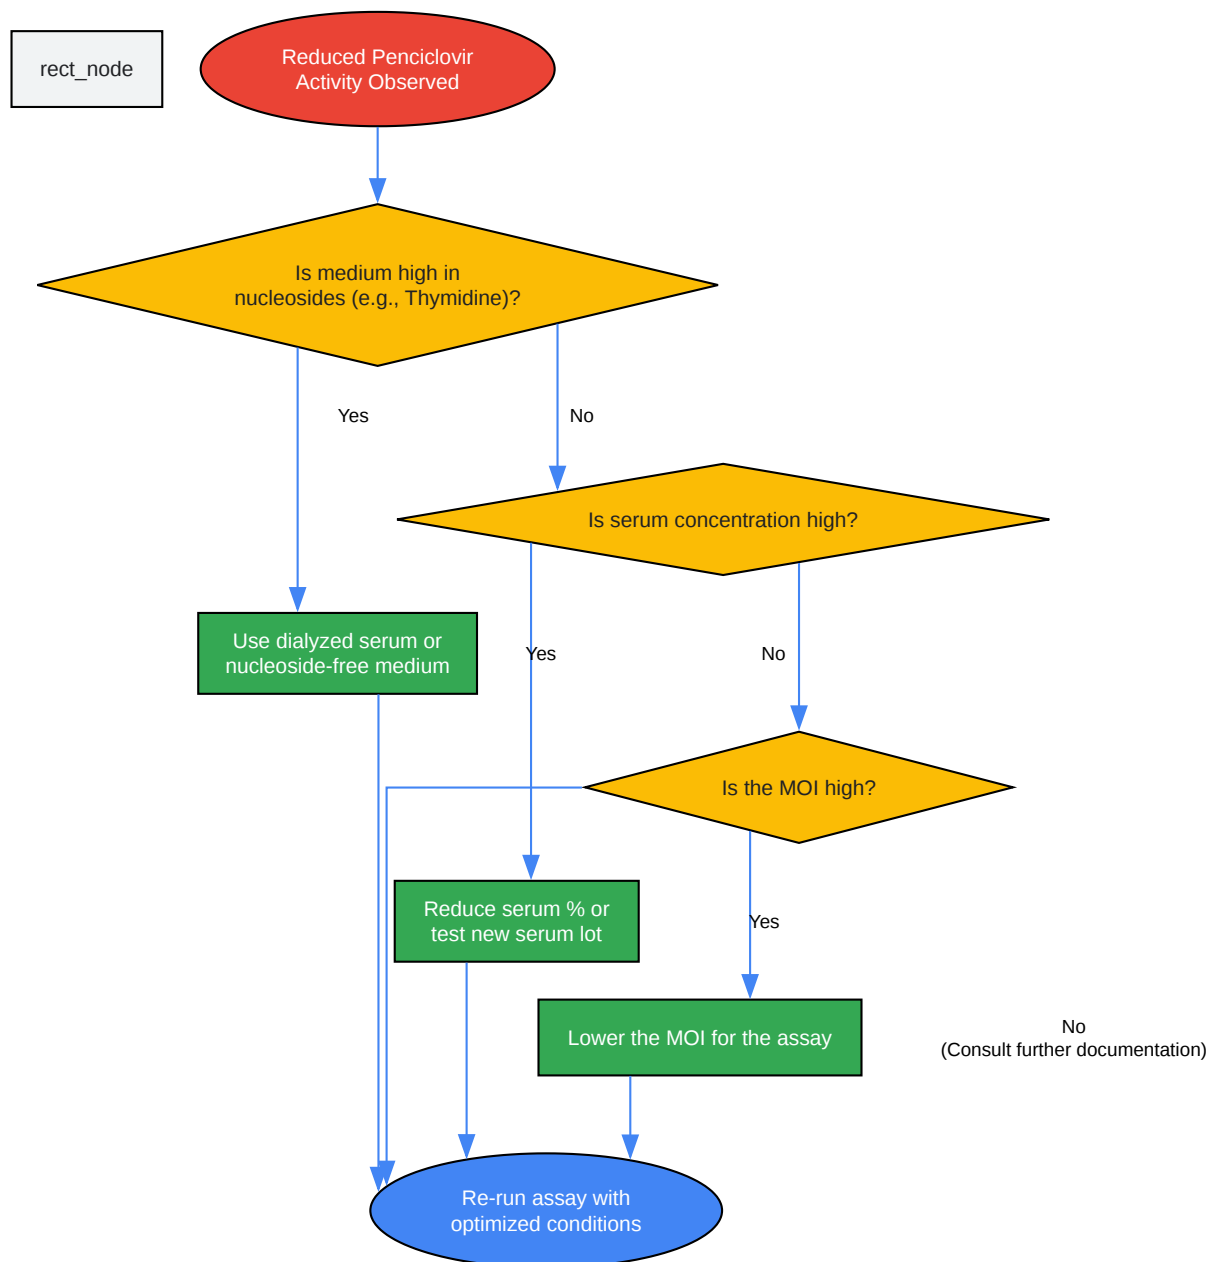 rect_node
Reduced Penciclovir
Activity Observed
Is medium high in
nucleosides (e.g., Thymidine)?
Yes
No
Is serum concentration high?
Use dialyzed serum or
nucleoside-free medium
Yes
No
Is the MOI high?
Reduce serum % or
test new serum lot
Yes
Lower the MOI for the assay
No
(Consult further documentation)
Re-run assay with
optimized conditions